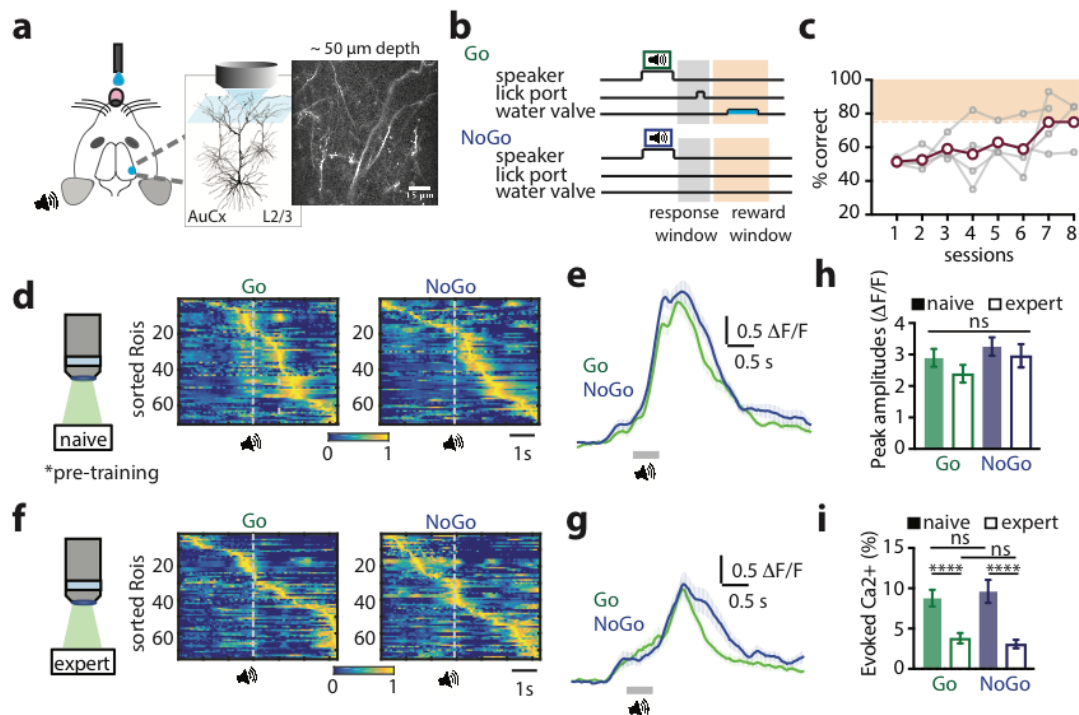 a
~ 50 µm depth
15 µm
AuCx
L2/3
b
Go
speaker
lick port
water valve
NoGo
speaker
lick port
water valve
response window
reward window
c
% correct
100
80
60
40
20
1 2 3 4 5 6 7 8
sessions
d
naive
*pre-training
sorted Rois
Go
20
40
60
NoGo
20
40
60
0 1
1s
e
Go
NoGo
0.5 ΔF/F
0.5 s
h
naive expert
ns
Peak amplitudes (ΔF/F)
4
3
2
1
0
Go NoGo
f
expert
sorted Rois
Go
20
40
60
NoGo
20
40
60
0 1
1s
g
Go
NoGo
0.5 ΔF/F
0.5 s
i
naive expert
ns
ns
**** ****
Evoked Ca2+ (%)
15
10
5
0
Go NoGo